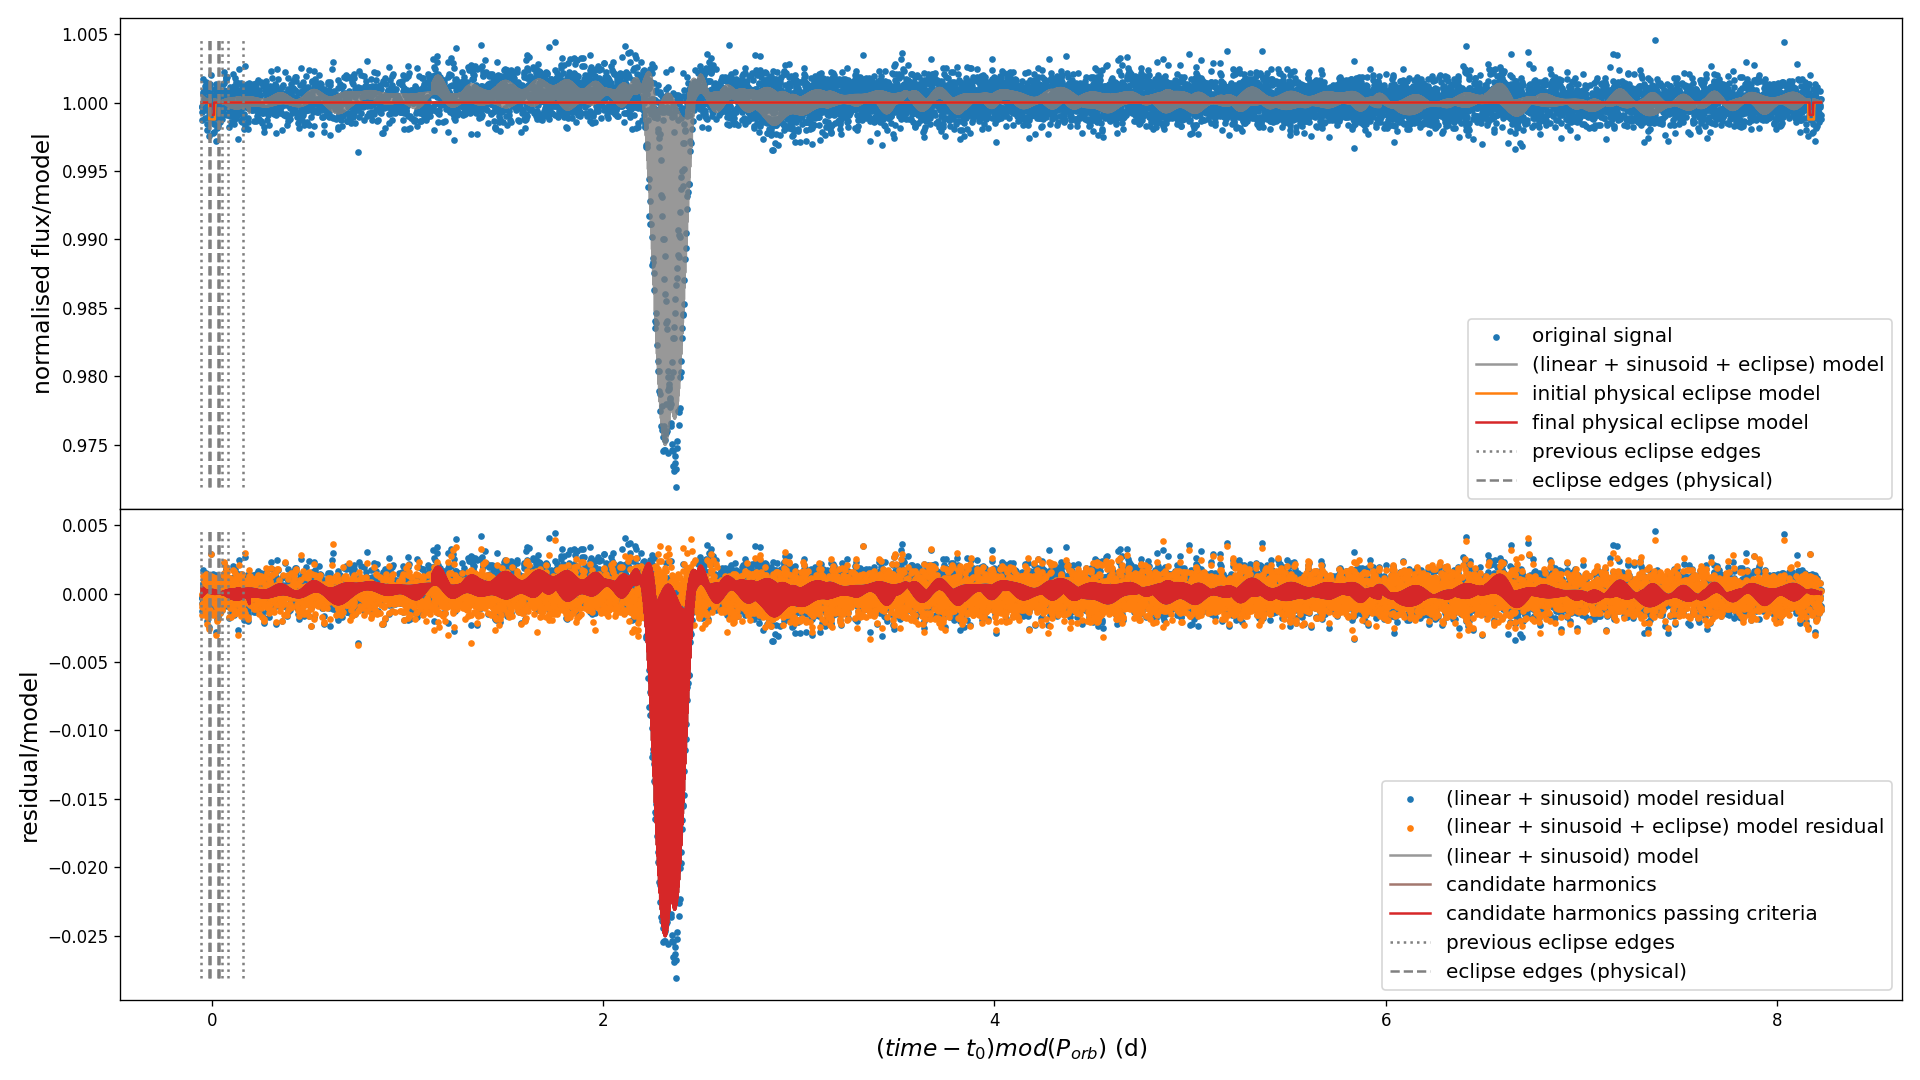 normalised flux/model
1.005
1.000
0.995
0.990
0.985
0.980
0.975
original signal
(linear + sinusoid + eclipse) model
initial physical eclipse model
final physical eclipse model
previous eclipse edges
eclipse edges (physical)
residual/model
0.005
0.000
−0.005
−0.010
−0.015
−0.020
−0.025
(linear + sinusoid) model residual
(linear + sinusoid + eclipse) model residual
(linear + sinusoid) model
candidate harmonics
candidate harmonics passing criteria
previous eclipse edges
eclipse edges (physical)
0 2 4 6 8
(time − t₀)mod(Pₒᵣb) (d)